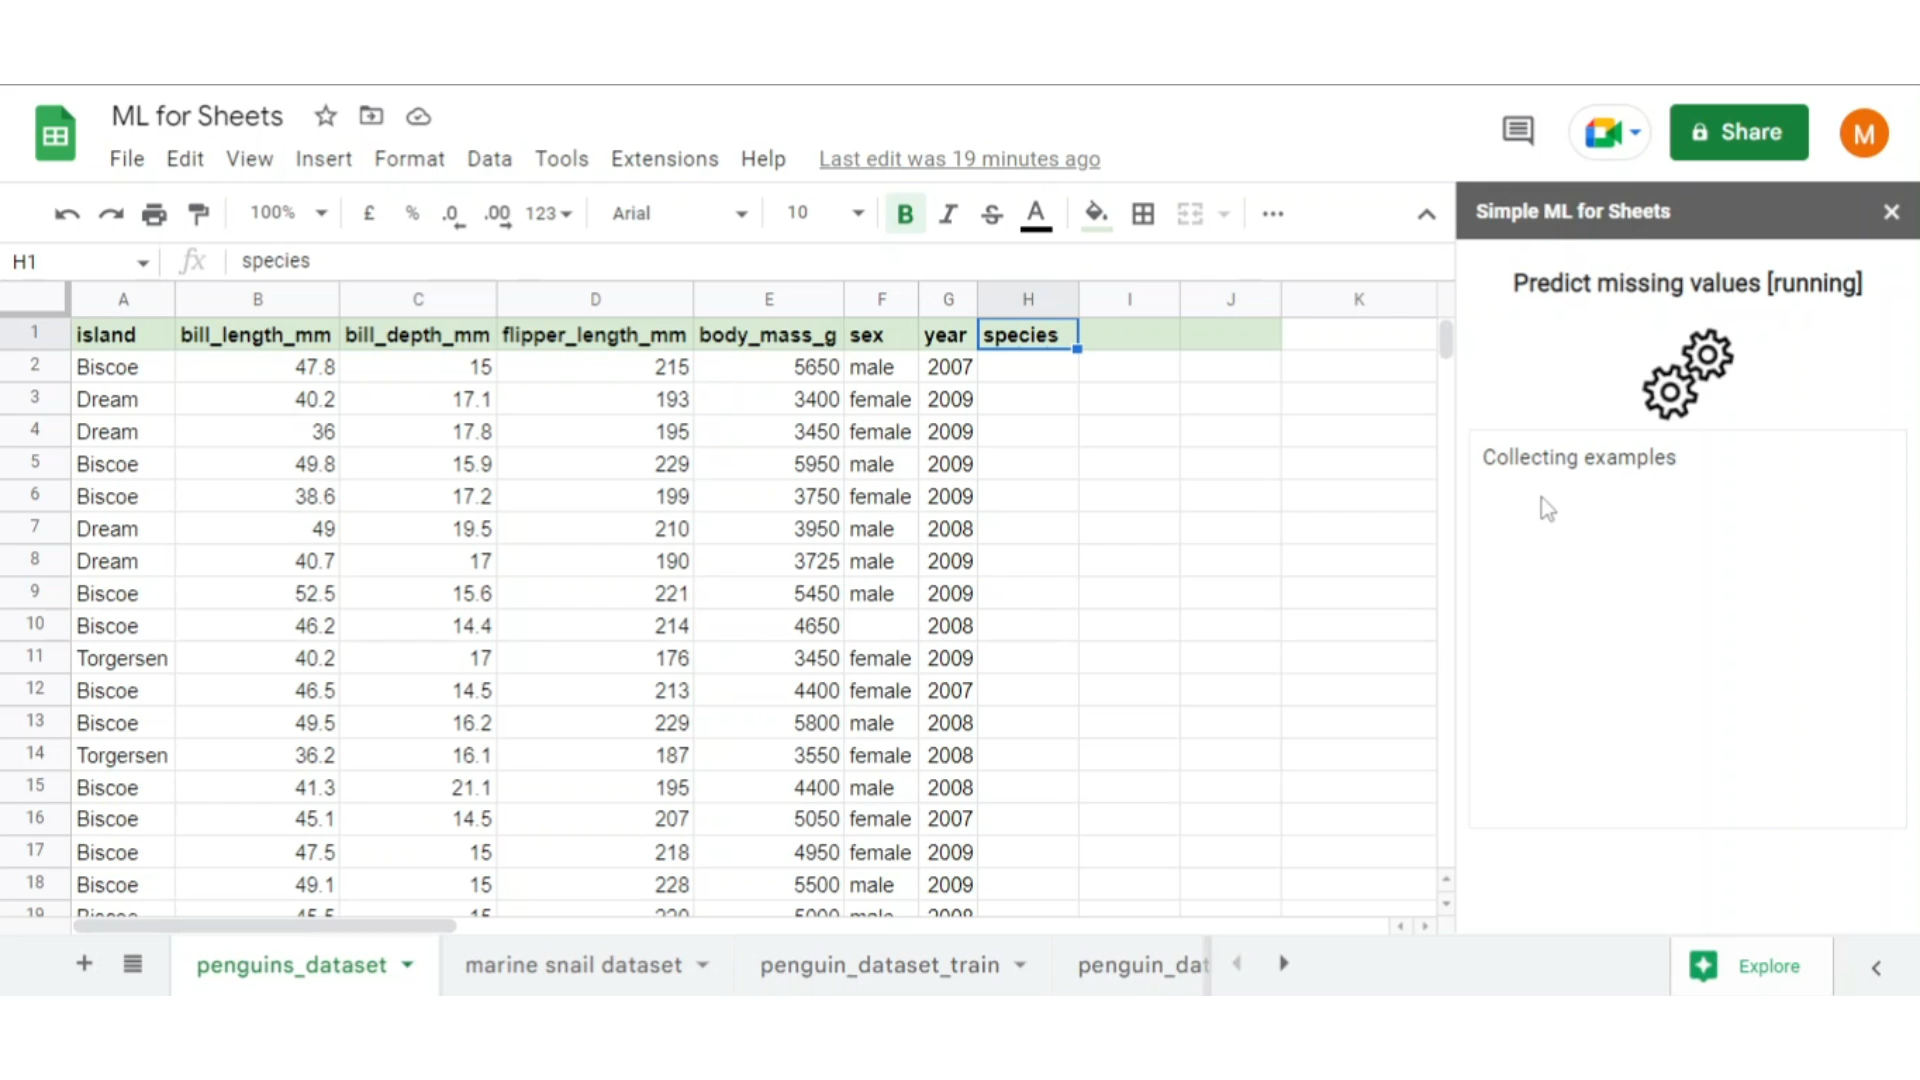 ML for Sheets
File Edit View Insert Format Data Tools Extensions Help Last edit was 19 minutes ago
Share
M
100% £ % .0 .00 123 Arial 10 B I S A
Simple ML for Sheets
H1 fx species
Predict missing values [running]
A B C D E F G H I J K
1 island bill_length_mm bill_depth_mm flipper_length_mm body_mass_g sex year species
2 Biscoe 47.8 15 215 5650 male 2007
3 Dream 40.2 17.1 193 3400 female 2009
4 Dream 36 17.8 195 3450 female 2009
Collecting examples
5 Biscoe 49.8 15.9 229 5950 male 2009
6 Biscoe 38.6 17.2 199 3750 female 2009
7 Dream 49 19.5 210 3950 male 2008
8 Dream 40.7 17 190 3725 male 2009
9 Biscoe 52.5 15.6 221 5450 male 2009
10 Biscoe 46.2 14.4 214 4650 2008
11 Torgersen 40.2 17 176 3450 female 2009
12 Biscoe 46.5 14.5 213 4400 female 2007
13 Biscoe 49.5 16.2 229 5800 male 2008
14 Torgersen 36.2 16.1 187 3550 female 2008
15 Biscoe 41.3 21.1 195 4400 male 2008
16 Biscoe 45.1 14.5 207 5050 female 2007
17 Biscoe 47.5 15 218 4950 female 2009
18 Biscoe 49.1 15 228 5500 male 2009
19 Biscoe 45.5 15 220 5000 male 2008
penguins_dataset marine snail dataset penguin_dataset_train penguin_dat
Explore